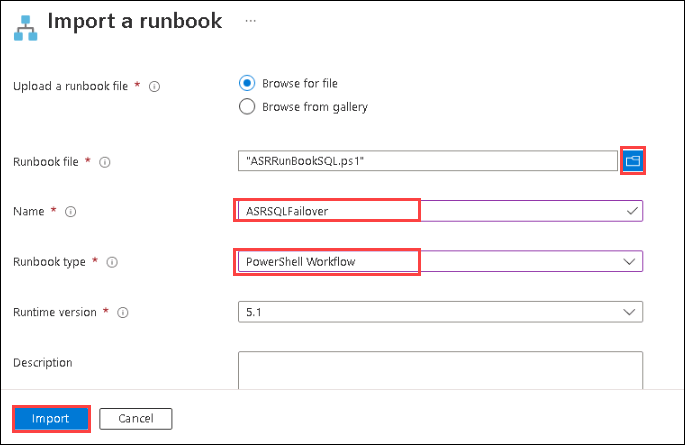 Import a runbook ...
Upload a runbook file *
Browse for file
Browse from gallery
Runbook file *
"ASRRunBookSQL.ps1"
Name *
ASRSQLFailover
Runbook type *
PowerShell Workflow
Runtime version *
5.1
Description
Import
Cancel